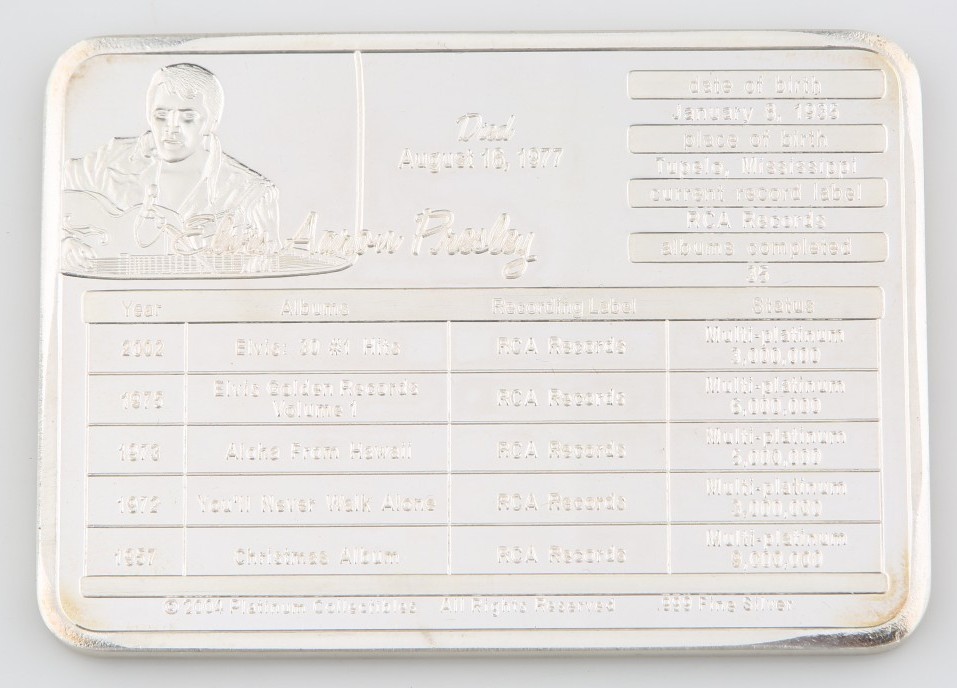 Died
August 16, 1977
Elvis Aaron Presley
date of birth
January 8, 1935
place of birth
Tupelo, Mississippi
current record label
RCA Records
albums completed
Year Albums Recording Label Status
2003 Elvis: 30 #1 Hits RCA Records Multi-platinum
3,000,000
1975 Elvis Golden Records RCA Records Multi-platinum
Volume 1 6,000,000
1973 Aloha From Hawaii RCA Records Multi-platinum
5,000,000
1972 You'll Never Walk Alone RCA Records Multi-platinum
3,000,000
1957 Christmas Album RCA Records Multi-platinum
© 2004 Platinum Collectibles All Rights Reserved .999 Fine Silver